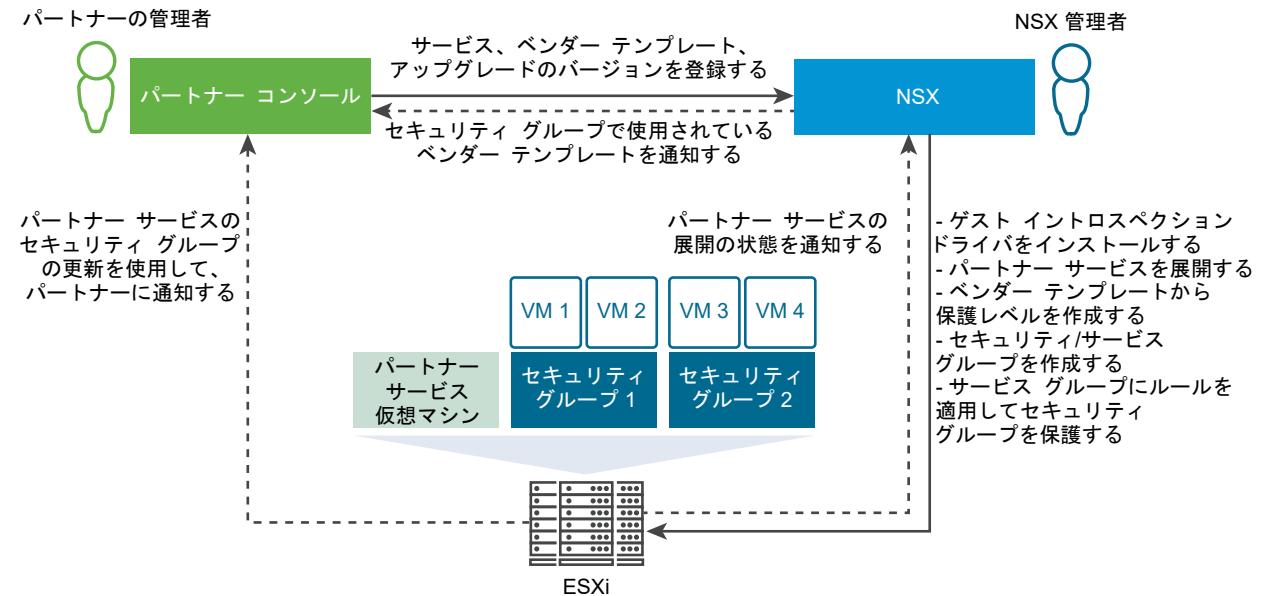 パートナーの管理者
NSX 管理者
サービス、ベンダー テンプレート、
アップグレードのバージョンを登録する
パートナー コンソール
NSX
セキュリティ グループで使用されている
ベンダー テンプレートを通知する
パートナー サービスの
セキュリティ グループ
の更新を使用して、
パートナーに通知する
パートナー サービスの
展開の状態を通知する
- ゲスト イントロスペクション
ドライバをインストールする
- パートナー サービスを展開する
- ベンダー テンプレートから
保護レベルを作成する
- セキュリティ/サービス
グループを作成する
- サービス グループにルールを
適用してセキュリティ
グループを保護する
VM 1
VM 2
VM 3
VM 4
パートナー
サービス
仮想マシン
セキュリティ
グループ 1
セキュリティ
グループ 2
ESXi